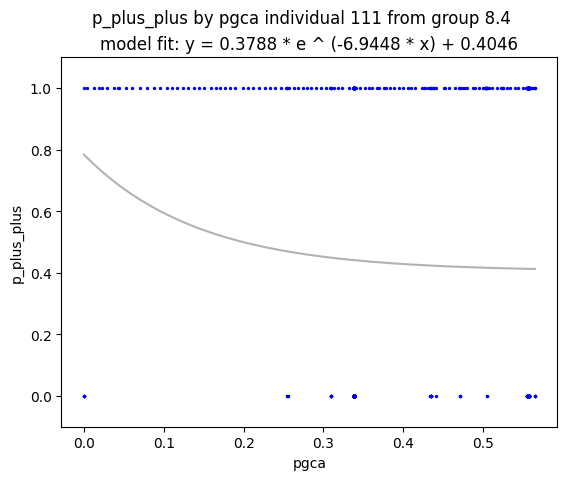 p_plus_plus by pgca individual 111 from group 8.4
model fit: y = 0.3788 * e ^ (-6.9448 * x) + 0.4046
1.0
0.8
0.6
0.4
0.2
0.0
p_plus_plus
0.0 0.1 0.2 0.3 0.4 0.5
pgca